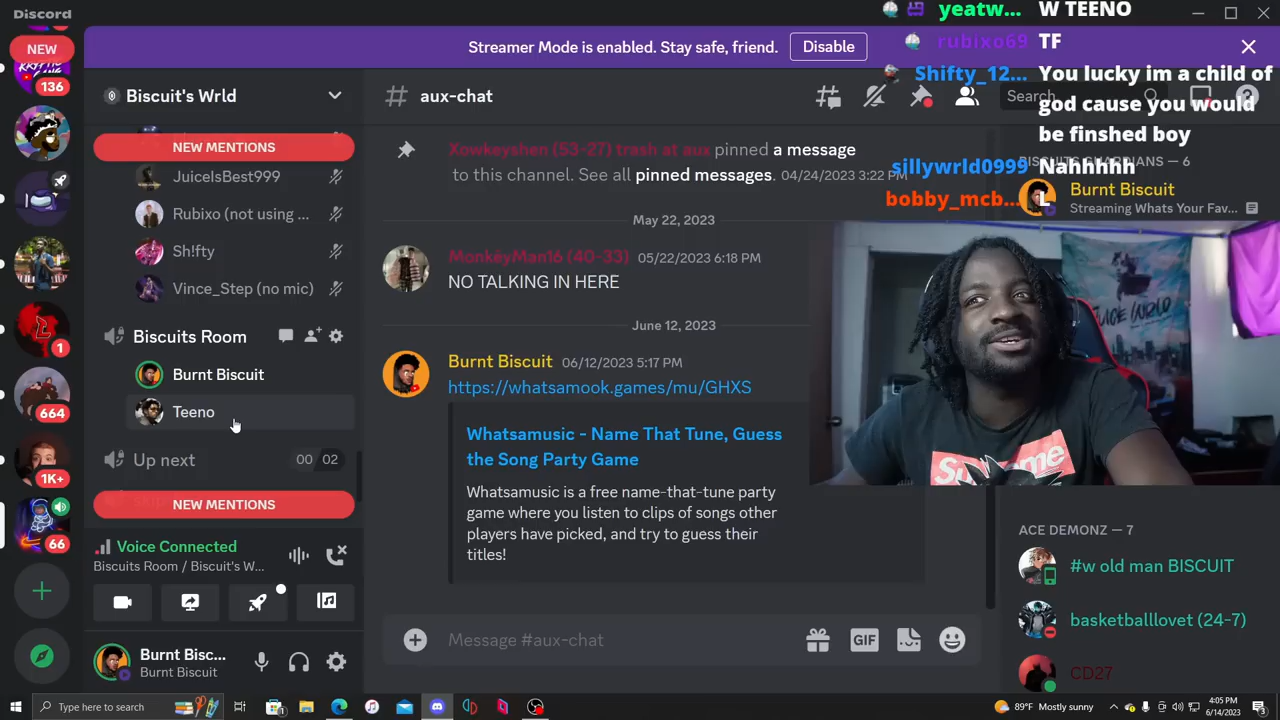 Discord
NEW
136
1
664
1K+
66
Streamer Mode is enabled. Stay safe, friend.
Disable
Biscuit's Wrld
NEW MENTIONS
JuiceIsBest999
Rubixo (not using ...
Sh!fty
Vince_Step (no mic)
Biscuits Room
Burnt Biscuit
Teeno
Up next
00 02
NEW MENTIONS
Voice Connected
Biscuits Room / Biscuit's W...
Burnt Bisc...
Burnt Biscuit
aux-chat
Search
Xowkeyshen (53-27) trash at aux pinned a message
to this channel. See all pinned messages. 04/24/2023 3:22 PM
May 22, 2023
MonkeyMan16 (40-33) 05/22/2023 6:18 PM
NO TALKING IN HERE
June 12, 2023
Burnt Biscuit 06/12/2023 5:17 PM
https://whatsamook.games/mu/GHXS
Whatsamusic - Name That Tune, Guess
the Song Party Game
Whatsamusic is a free name-that-tune party
game where you listen to clips of songs other
players have picked, and try to guess their
titles!
Message #aux-chat
GIF
yeatw... W TEENO
rubixo69 TF
Shifty_12... You lucky im a child of
god cause you would
be finshed boy
sillywrld0999 Nahhnhh
bobby_mcb... L
BISCUITS GUARDIANS — 6
Burnt Biscuit
Streaming Whats Your Fav...
Supreme
ACE DEMONZ — 7
#w old man BISCUIT
basketballlovet (24-7)
CD27
Type here to search
89°F Mostly sunny
4:05 PM
6/14/2023